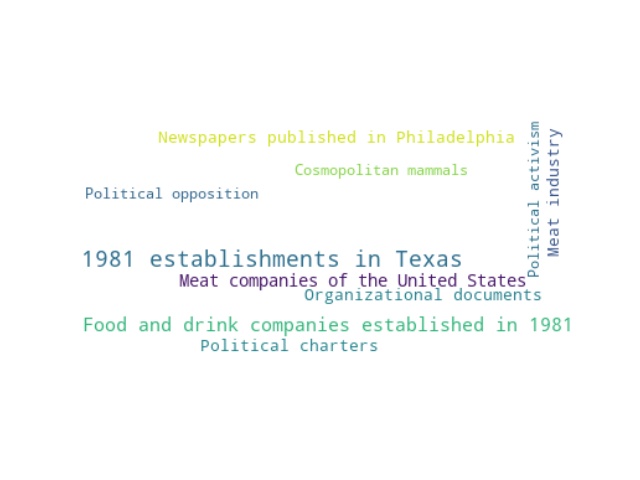 Newspapers published in Philadelphia
Cosmopolitan mammals
Political opposition
Political activism
Meat industry
1981 establishments in Texas
Meat companies of the United States
Organizational documents
Food and drink companies established in 1981
Political charters